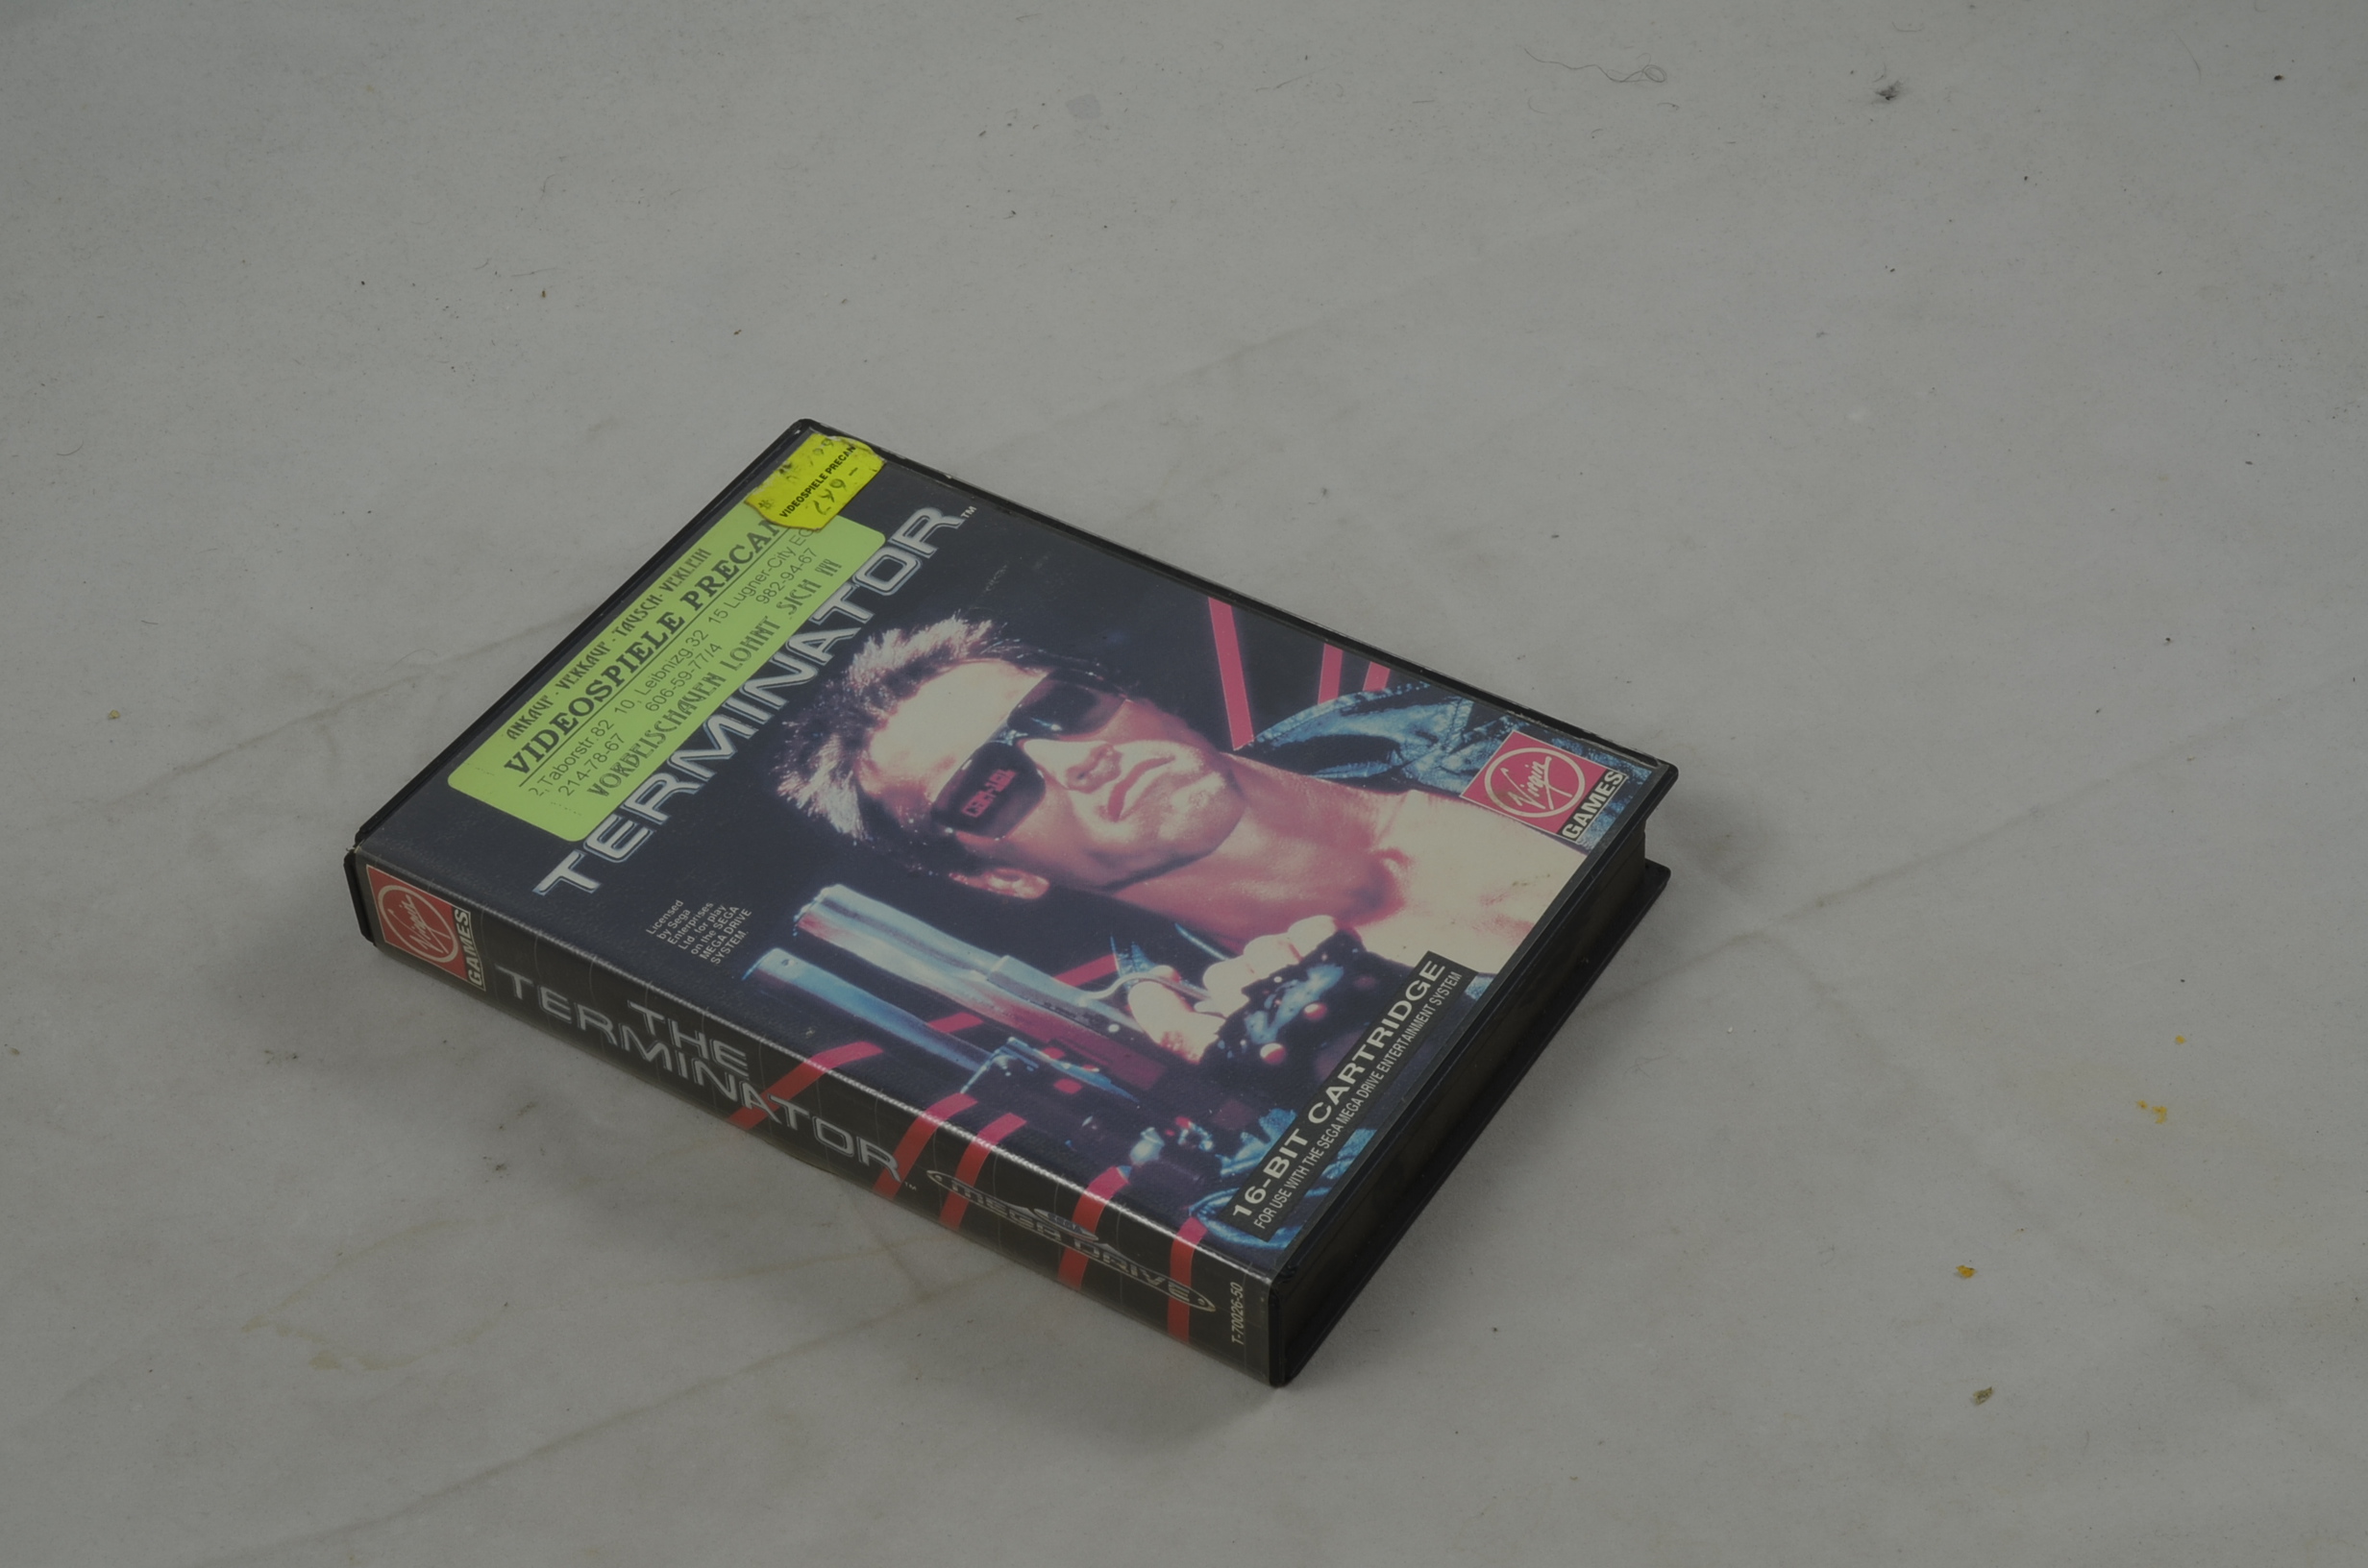 VIDEOSPIELE PRECAN
249 -
ANKAUF · VERKAUF · TAUSCH · VERLEIH
VIDEOSPIELE PRECAN
2, Taborstr.82 10, Leibnizg.32 15 Lugner-City
214-78-67 606-59-77/4 982-94-67
VORBEISCHAUEN LOHNT SICH !!!
TERMINATOR™
Licensed
by Sega
Enterprises
Ltd. for play
on the SEGA
MEGA DRIVE
SYSTEM.
Virgin
GAMES
16-BIT CARTRIDGE
FOR USE WITH THE SEGA MEGA DRIVE ENTERTAINMENT SYSTEM
Virgin
GAMES
THE
TERMINATOR™
MEGA DRIVE
T-70026-50